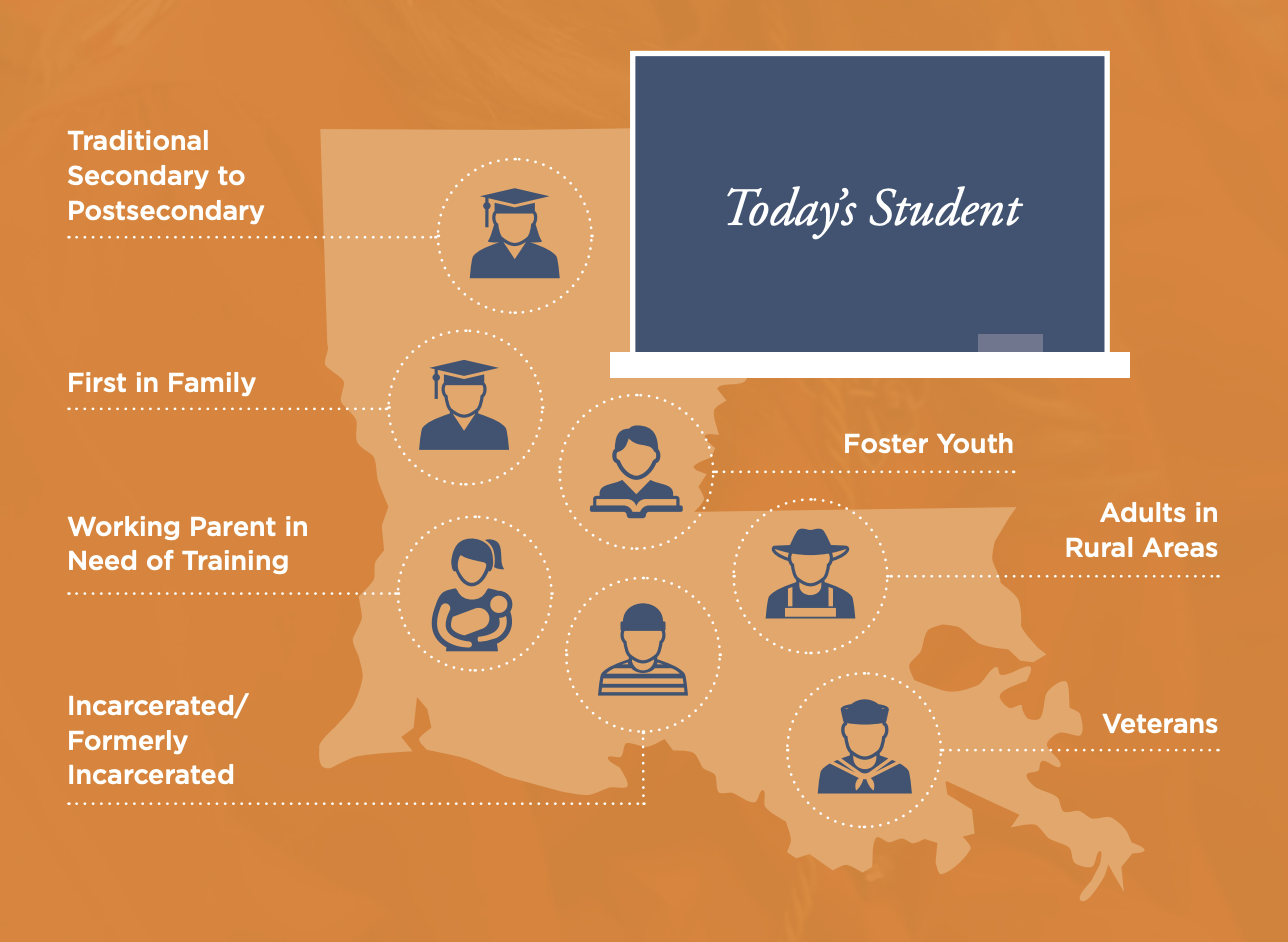 Today's Student
Traditional
Secondary to
Postsecondary
First in Family
Working Parent in
Need of Training
Incarcerated/
Formerly
Incarcerated
Foster Youth
Adults in
Rural Areas
Veterans